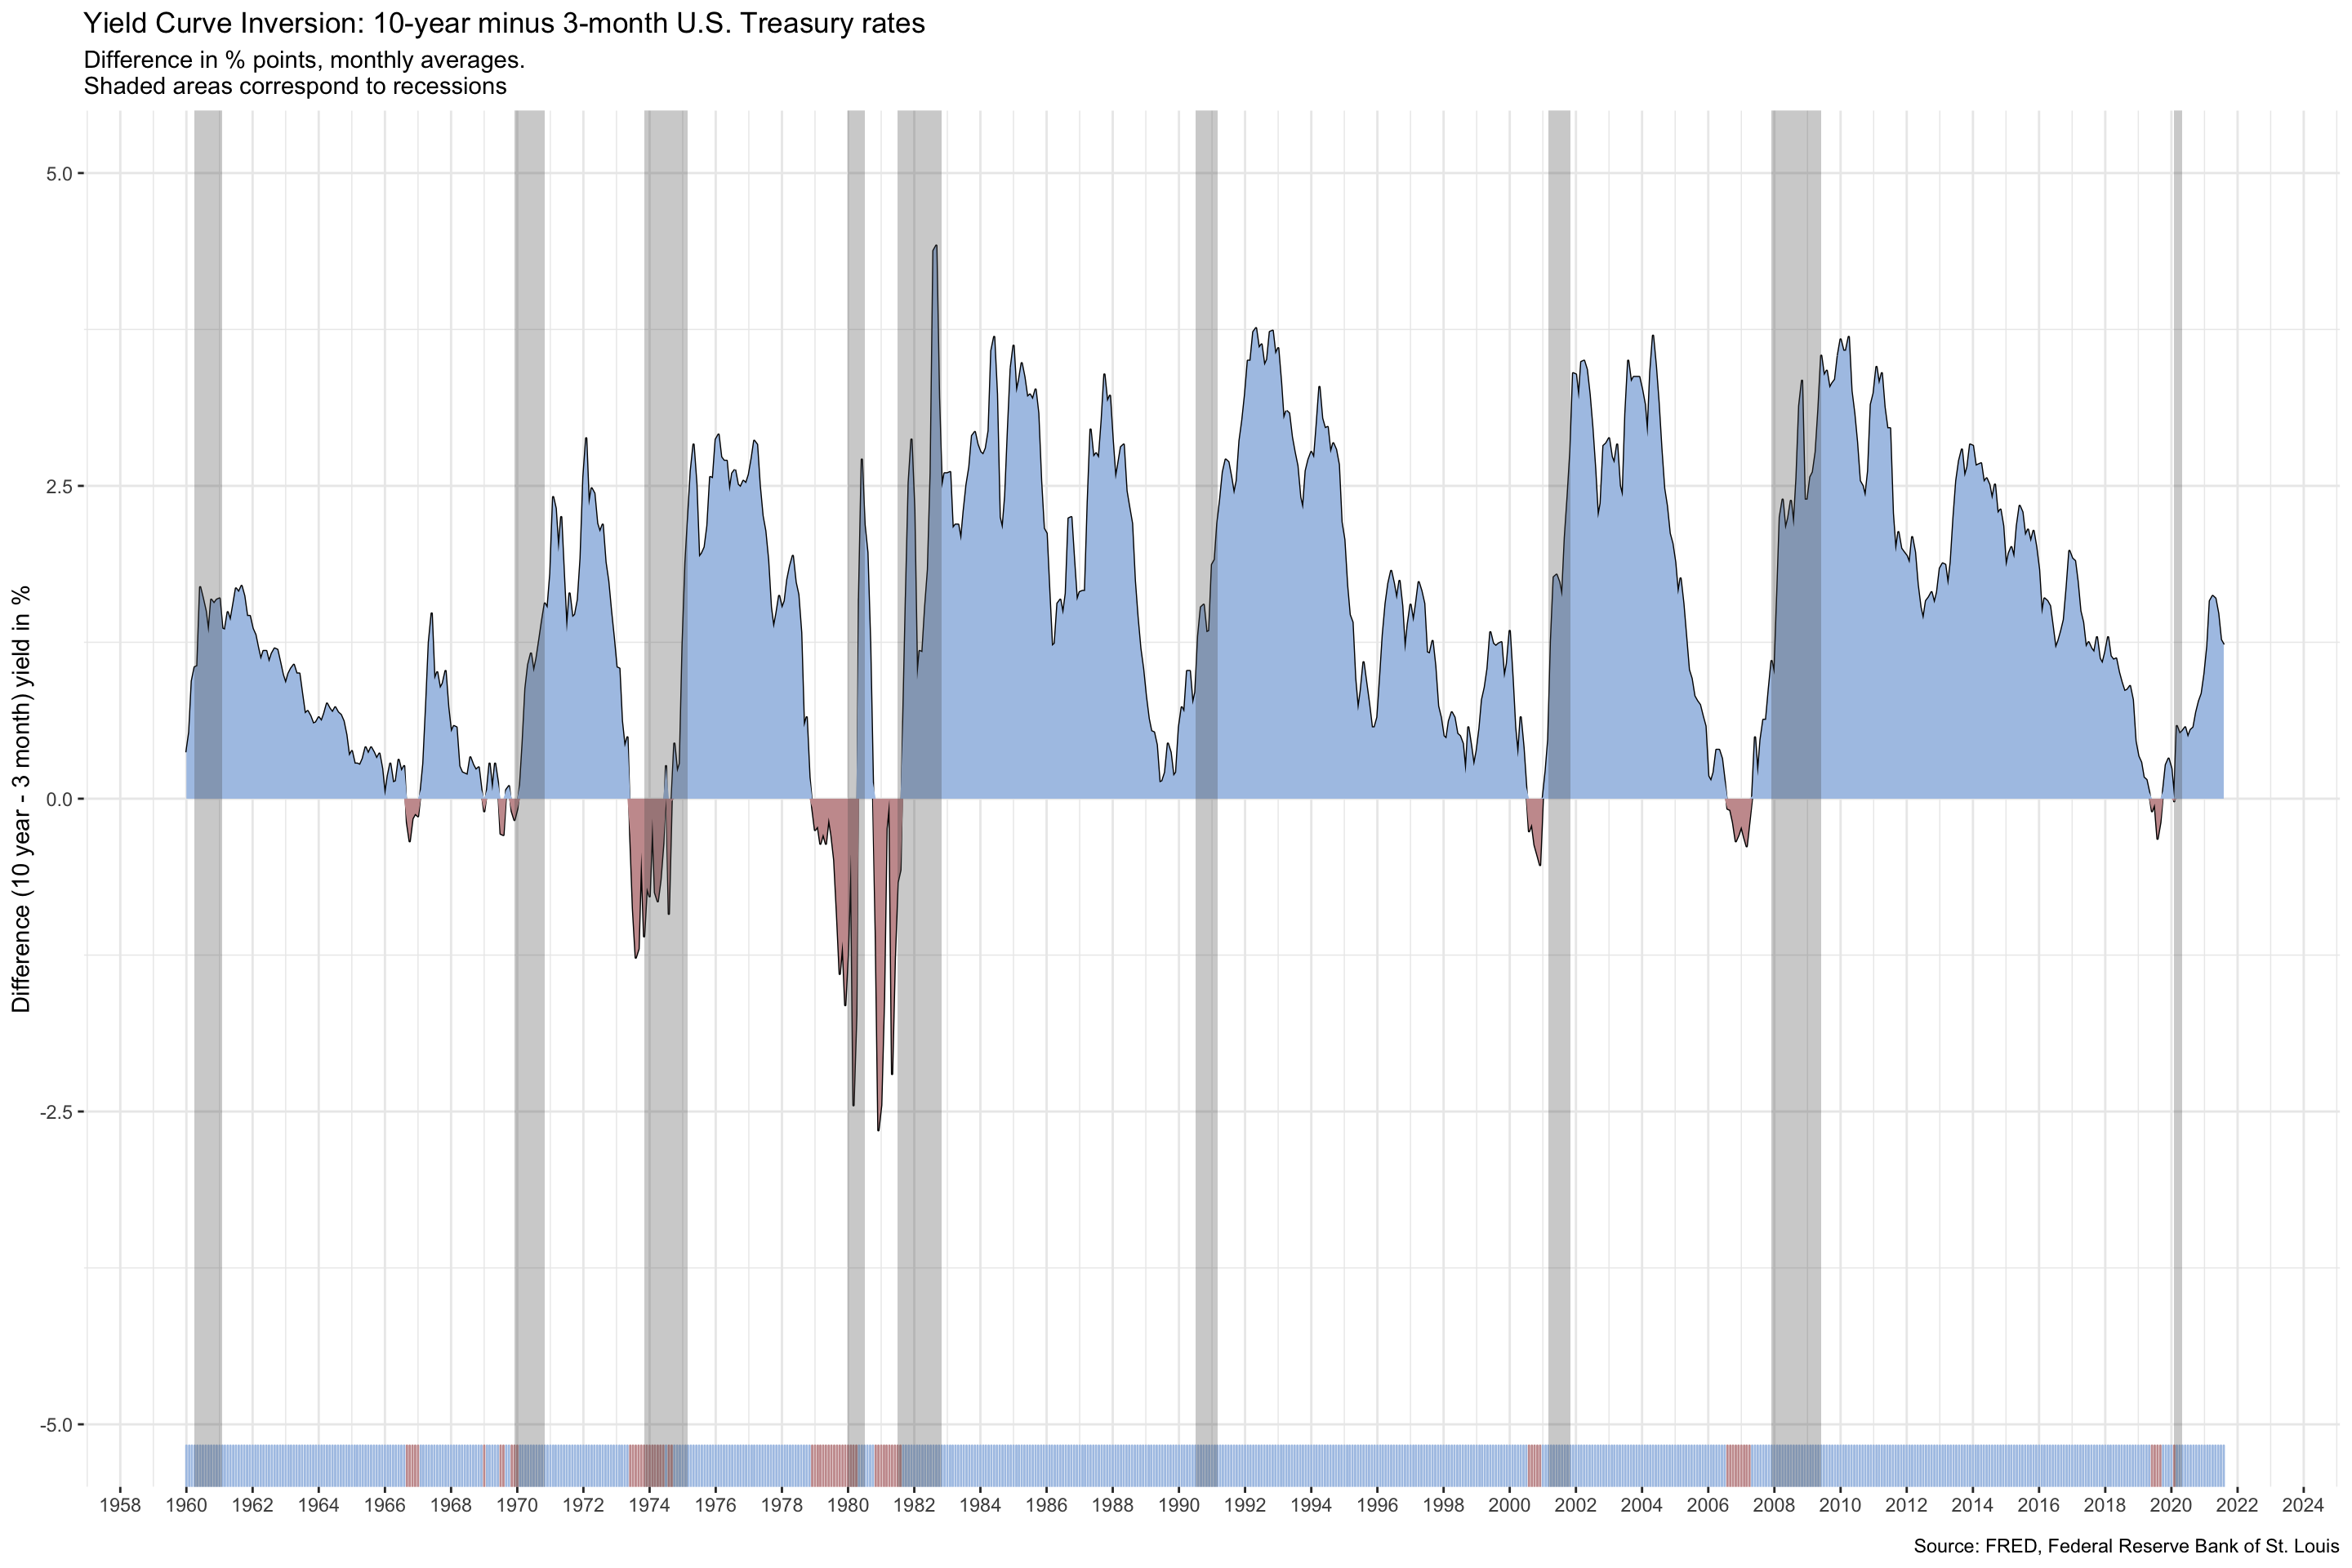 Yield Curve Inversion: 10-year minus 3-month U.S. Treasury rates
Difference in % points, monthly averages.
Shaded areas correspond to recessions
Difference (10 year - 3 month) yield in %
5.0
2.5
0.0
-2.5
-5.0
1958 1960 1962 1964 1966 1968 1970 1972 1974 1976 1978 1980 1982 1984 1986 1988 1990 1992 1994 1996 1998 2000 2002 2004 2006 2008 2010 2012 2014 2016 2018 2020 2022 2024
Source: FRED, Federal Reserve Bank of St. Louis